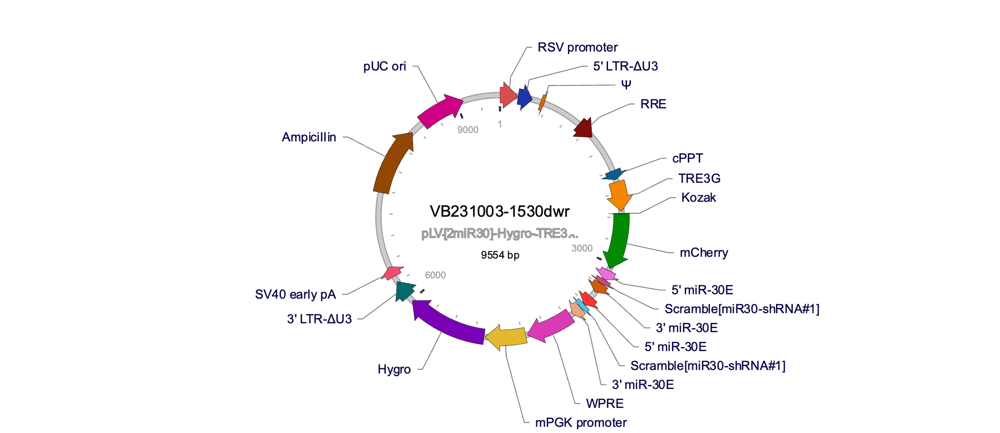 RSV promoter
5' LTR-ΔU3
Ψ
RRE
cPPT
TRE3G
Kozak
mCherry
5' miR-30E
Scramble[miR30-shRNA#1]
3' miR-30E
5' miR-30E
Scramble[miR30-shRNA#1]
3' miR-30E
WPRE
mPGK promoter
Hygro
3' LTR-ΔU3
SV40 early pA
Ampicillin
pUC ori
9000
1
3000
6000
VB231003-1530dwr
pLV-[2miR30]-Hygro-TRE3...
9554 bp